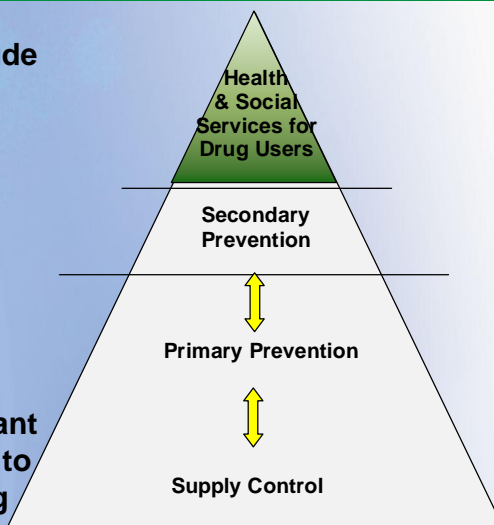 de
Health
& Social
Services for
Drug Users
Secondary
Prevention
Primary Prevention
ant
to
Supply Control
g